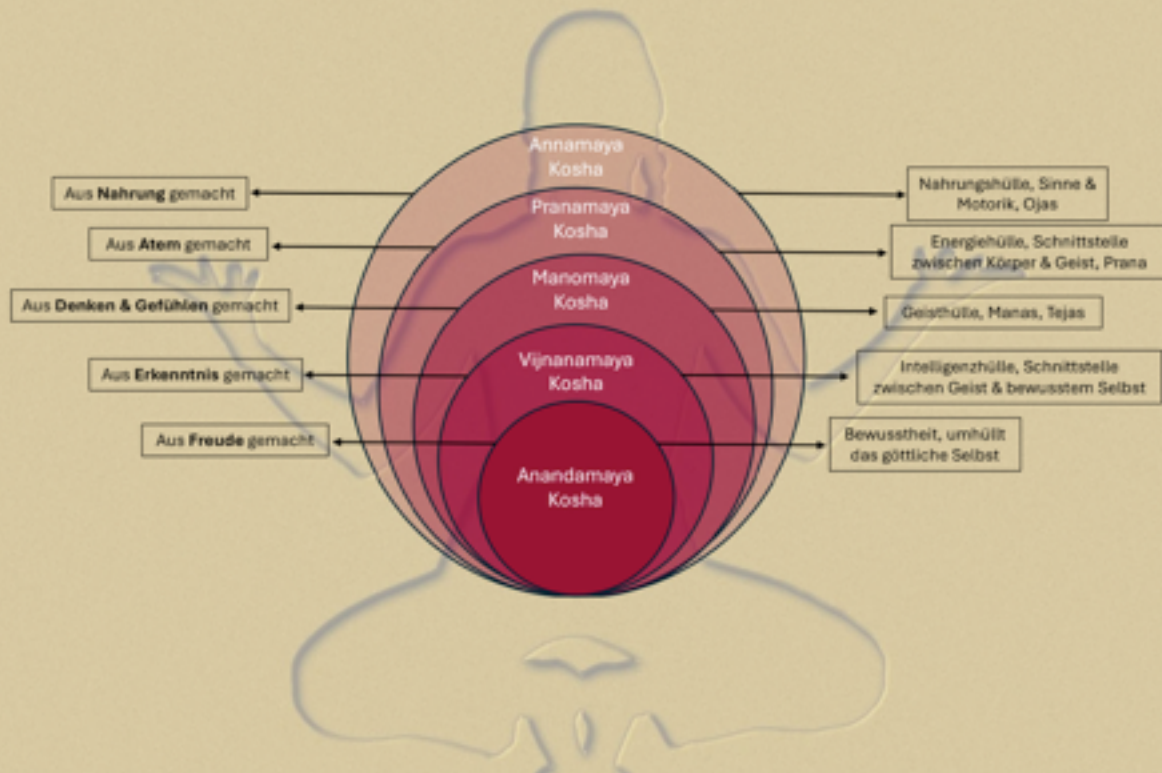 Annamaya
Kosha
Aus Nahrung gemacht
Nahrungshülle, Sinne &
Motorik, Ojas
Pranamaya
Kosha
Aus Atem gemacht
Energiehülle, Schnittstelle
zwischen Körper & Geist, Prana
Manomaya
Kosha
Aus Denken & Gefühlen gemacht
Geisthülle, Manas, Tejas
Vijnanamaya
Kosha
Aus Erkenntnis gemacht
Intelligenzhülle, Schnittstelle
zwischen Geist & bewusstem Selbst
Aus Freude gemacht
Bewusstheit, umhüllt
das göttliche Selbst
Anandamaya
Kosha